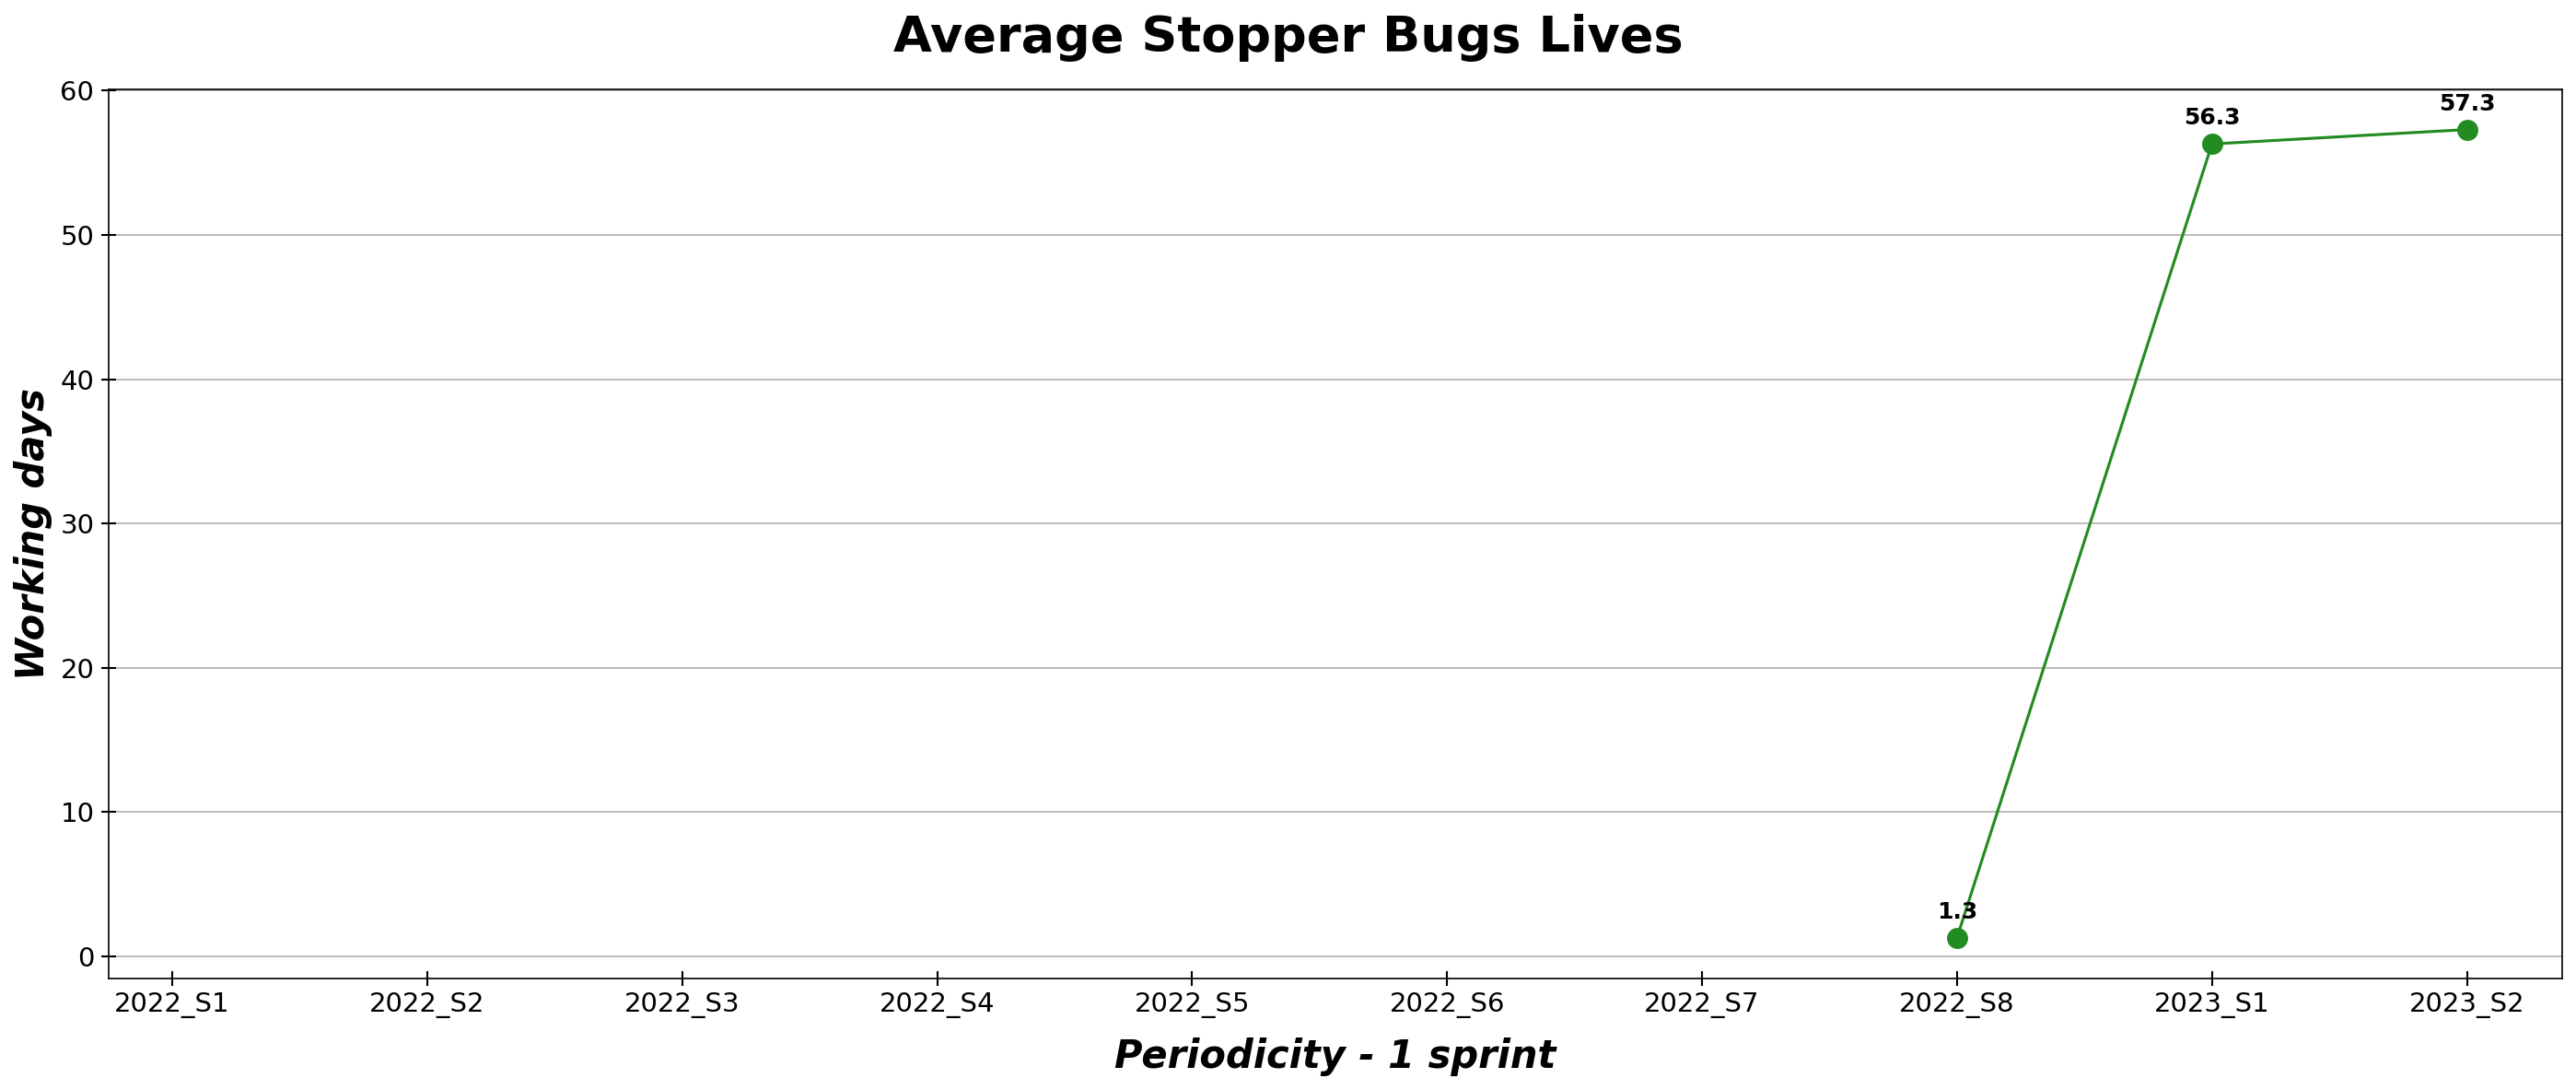 Average Stopper Bugs Lives
60
50
40
30
20
10
0
Working days
56.3
57.3
1.3
2022_S1 2022_S2 2022_S3 2022_S4 2022_S5 2022_S6 2022_S7 2022_S8 2023_S1 2023_S2
Periodicity - 1 sprint